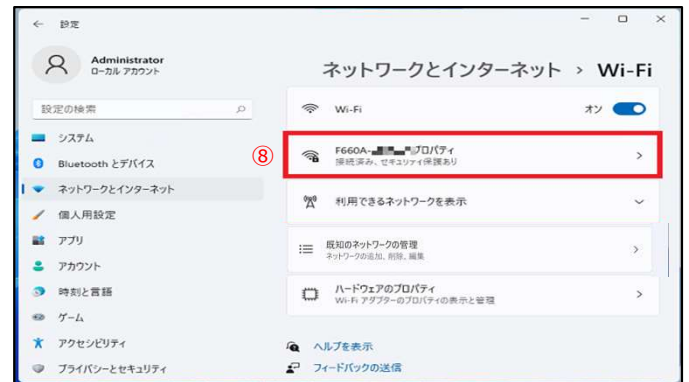 ← 設定
Administrator
ローカル アカウント
ネットワークとインターネット › Wi-Fi
設定の検索
Wi-Fi
オン
システム
Bluetooth とデバイス
ネットワークとインターネット
個人用設定
アプリ
アカウント
時刻と言語
ゲーム
アクセシビリティ
プライバシーとセキュリティ
⑧
F660A- プロパティ
接続済み、セキュリティ保護あり
利用できるネットワークを表示
既知のネットワークの管理
ネットワークの追加、削除、編集
ハードウェアのプロパティ
Wi-Fi アダプターのプロパティの表示と管理
ヘルプを表示
フィードバックの送信